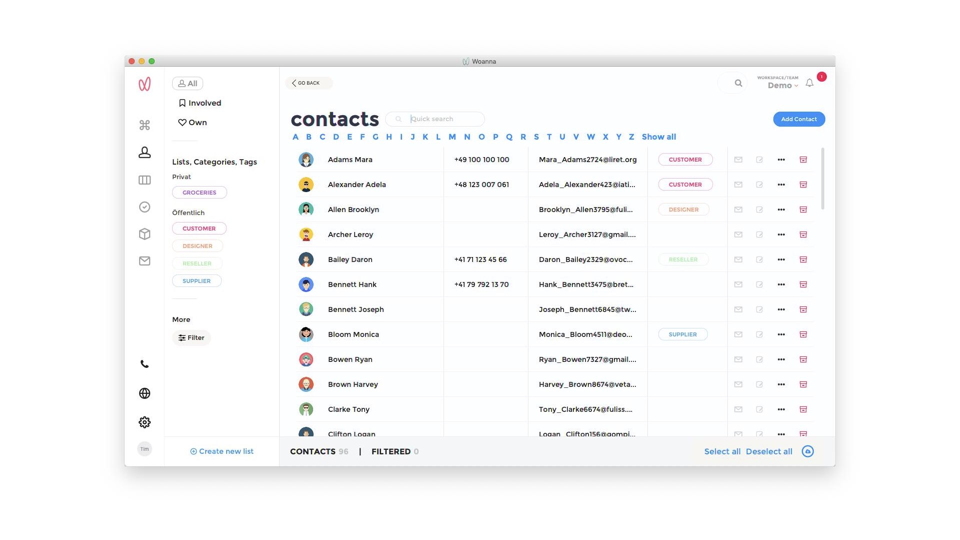 Woanna
All
Involved
Own
Lists, Categories, Tags
Privat
GROCERIES
Öffentlich
CUSTOMER
DESIGNER
RESELLER
SUPPLIER
More
Filter
TIM
Create new list
GO BACK
WORKSPACE/TEAM
Demo
contacts
Quick search
Add Contact
A B C D E F G H I J K L M N O P Q R S T U V W X Y Z Show all
Adams Mara +49 100 100 100 Mara_Adams2724@liret.org CUSTOMER
Alexander Adela +48 123 007 061 Adela_Alexander423@iati... CUSTOMER
Allen Brooklyn Brooklyn_Allen3795@fuli... DESIGNER
Archer Leroy Leroy_Archer3127@gmail....
Bailey Daron +41 71 123 45 66 Daron_Bailey2329@ovoc... RESELLER
Bennett Hank +41 79 792 13 70 Hank_Bennett3475@bret...
Bennett Joseph Joseph_Bennett6845@tw...
Bloom Monica Monica_Bloom4511@deo... SUPPLIER
Bowen Ryan Ryan_Bowen7327@gmail....
Brown Harvey Harvey_Brown8674@veta...
Clarke Tony Tony_Clarke6674@fuliss....
Clifton Logan Logan_Clifton156@gompi...
CONTACTS 96 | FILTERED 0
Select all Deselect all